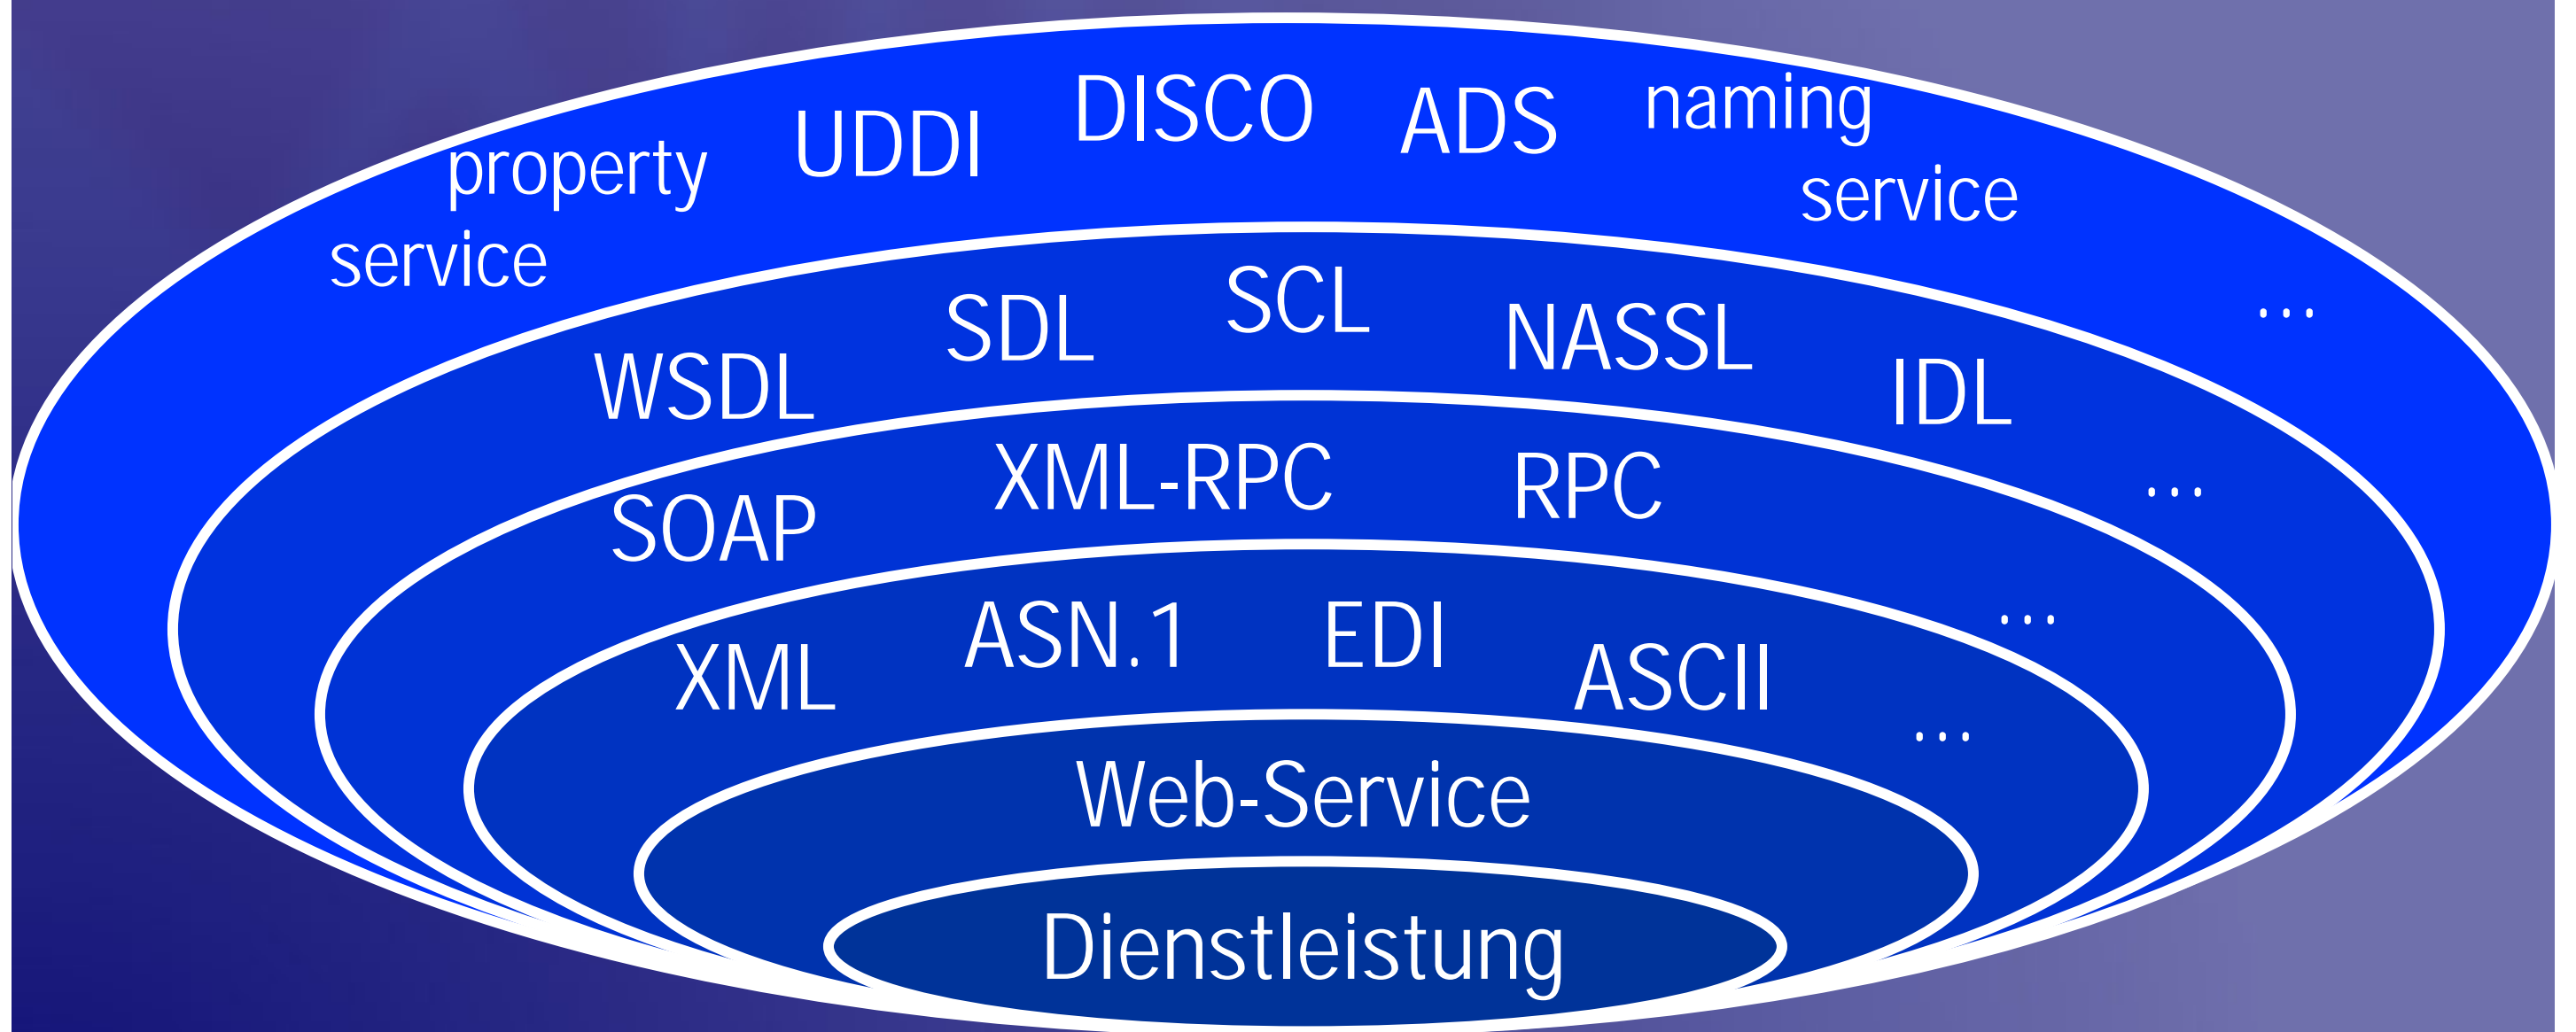 property
service
UDDI
DISCO
ADS
naming
service
...
WSDL
SDL
SCL
NASSL
IDL
...
SOAP
XML-RPC
RPC
...
XML
ASN.1
EDI
ASCII
...
Web-Service
Dienstleistung